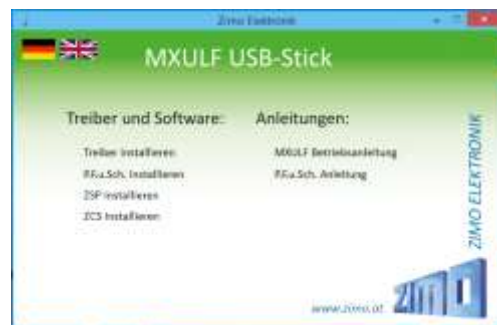 Zimo Elektronik
MXULF USB-Stick
Treiber und Software:
Treiber installieren
P.F.u.Sch. Installieren
ZSP installieren
ZCS Installieren
Anleitungen:
MXULF Betriebsanleitung
P.F.u.Sch. Anleitung
ZIMO ELEKTRONIK
www.zimo.at
ZIMO